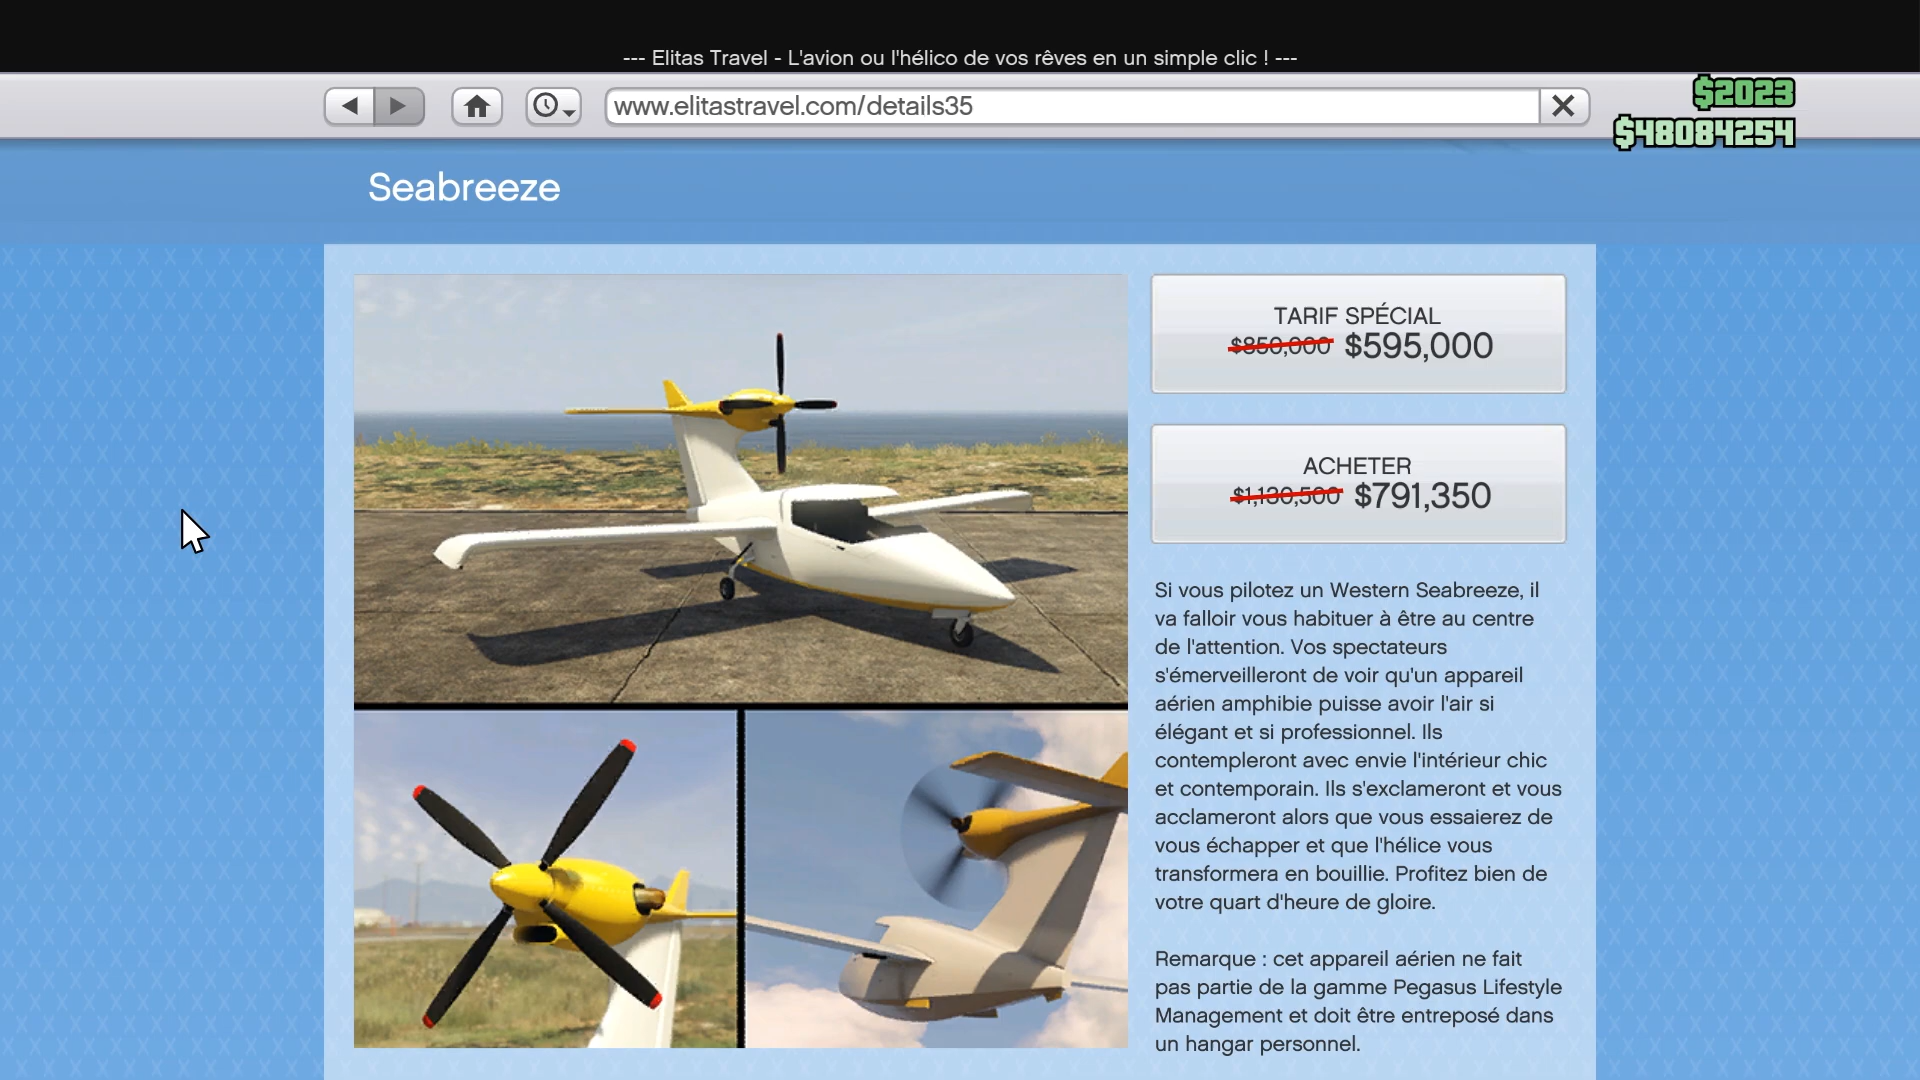 --- Elitas Travel - L'avion ou l'hélico de vos rêves en un simple clic ! ---
www.elitastravel.com/details35
$2023
$48084254
Seabreeze
TARIF SPÉCIAL
$850,000 $595,000
ACHETER
$1,130,500 $791,350
Si vous pilotez un Western Seabreeze, il
va falloir vous habituer à être au centre
de l'attention. Vos spectateurs
s'émerveilleront de voir qu'un appareil
aérien amphibie puisse avoir l'air si
élégant et si professionnel. Ils
contempleront avec envie l'intérieur chic
et contemporain. Ils s'exclameront et vous
acclameront alors que vous essaierez de
vous échapper et que l'hélice vous
transformera en bouillie. Profitez bien de
votre quart d'heure de gloire.
Remarque : cet appareil aérien ne fait
pas partie de la gamme Pegasus Lifestyle
Management et doit être entreposé dans
un hangar personnel.